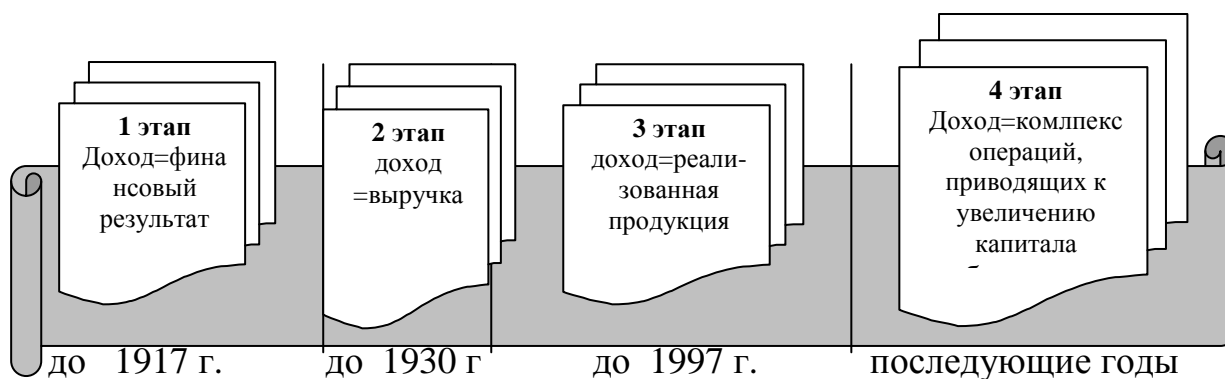 1 этап
Доход=фина
нсовый
результат
2 этап
доход
=выручка
3 этап
доход=реали-
зованная
продукция
4 этап
Доход=комлпекс
операций,
приводящих к
увеличению
капитала
до 1917 г.
до 1930 г
до 1997 г.
последующие годы